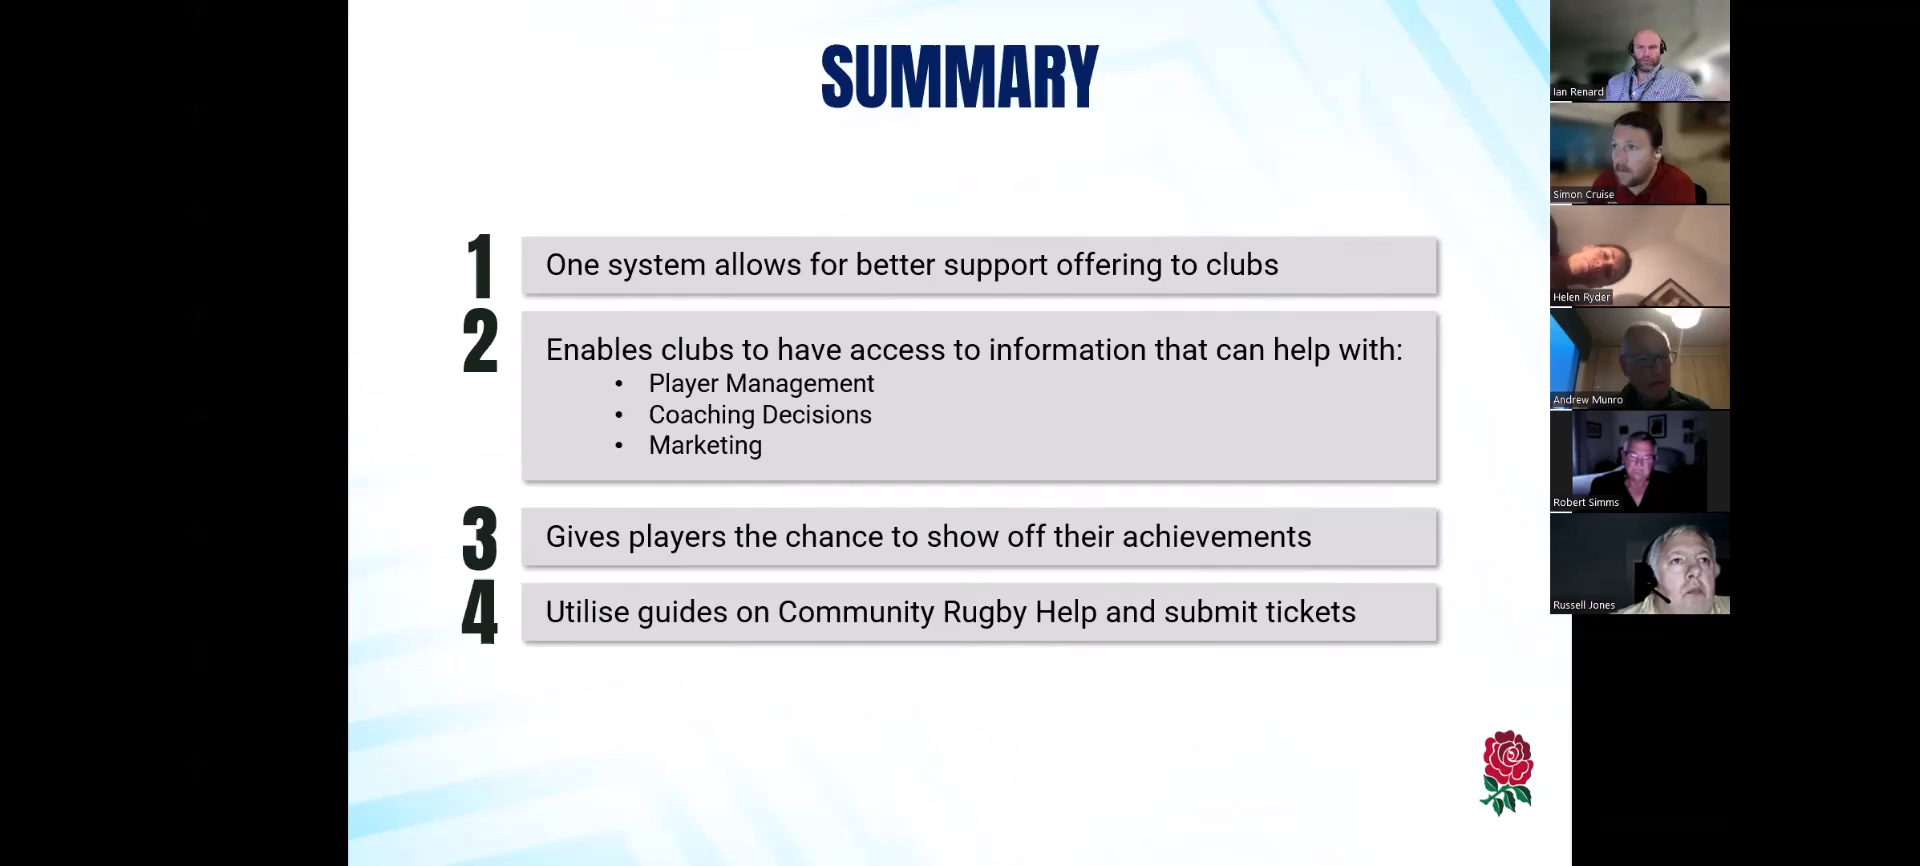 SUMMARY
1
One system allows for better support offering to clubs
2
Enables clubs to have access to information that can help with:
• Player Management
• Coaching Decisions
• Marketing
3
Gives players the chance to show off their achievements
4
Utilise guides on Community Rugby Help and submit tickets
Ian Renard
Simon Cruise
Helen Ryder
Andrew Munro
Robert Simms
Russell Jones